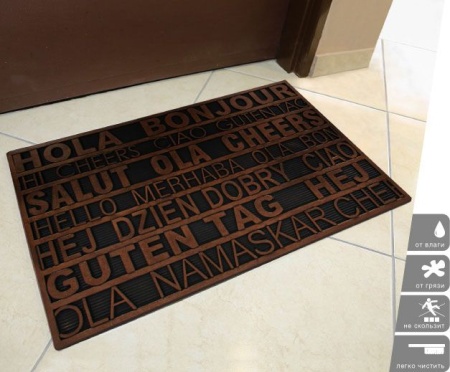 HOLA BONJOUR
HI CHEERS CIAO GUTEN TAG
SALUT OLA CHEERS
HELLO MERHABA OLA BON
HEJ DZIEN DOBRY CIAO
GUTEN TAG HEJ
OLA NAMASKAR CHE
от влаги
от грязи
не скользит
легко чистить